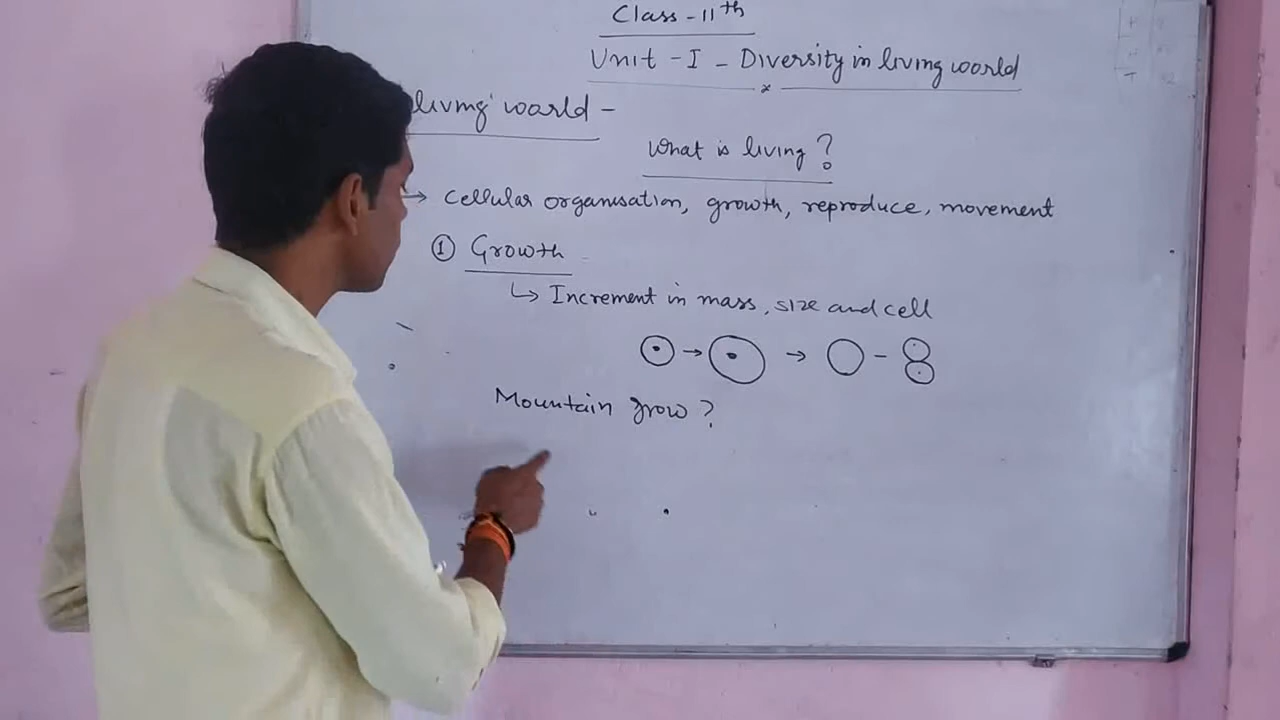 Class - 11th
Unit - I - Diversity in living world
living world -
What is living?
→ cellular organisation, growth, reproduce, movement
① Growth
↳ Increment in mass, size and cell
Mountain grow?